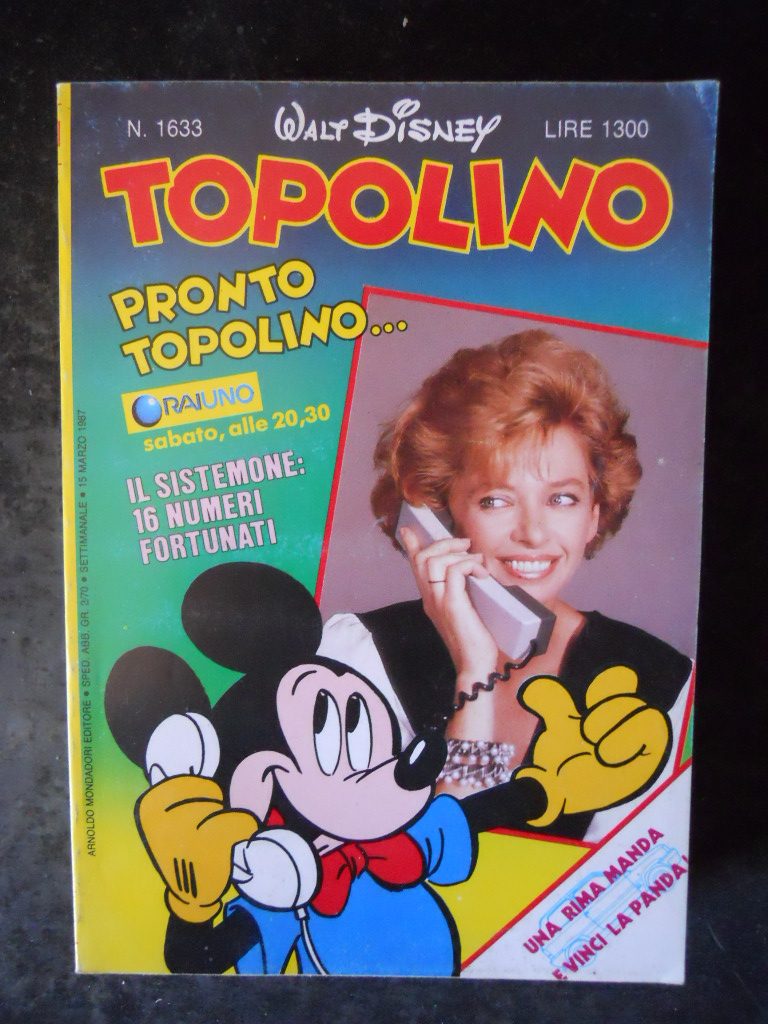 N. 1633
WALT DISNEY
LIRE 1300
TOPOLINO
PRONTO
TOPOLINO...
RAIUNO
sabato, alle 20,30
IL SISTEMONE:
16 NUMERI
FORTUNATI
ARNOLDO MONDADORI EDITORE • SPED. ABB. GR. 2/70 • SETTIMANALE • 15 MARZO 1987
UNA RIMA MANDA
E VINCI LA PANDA!